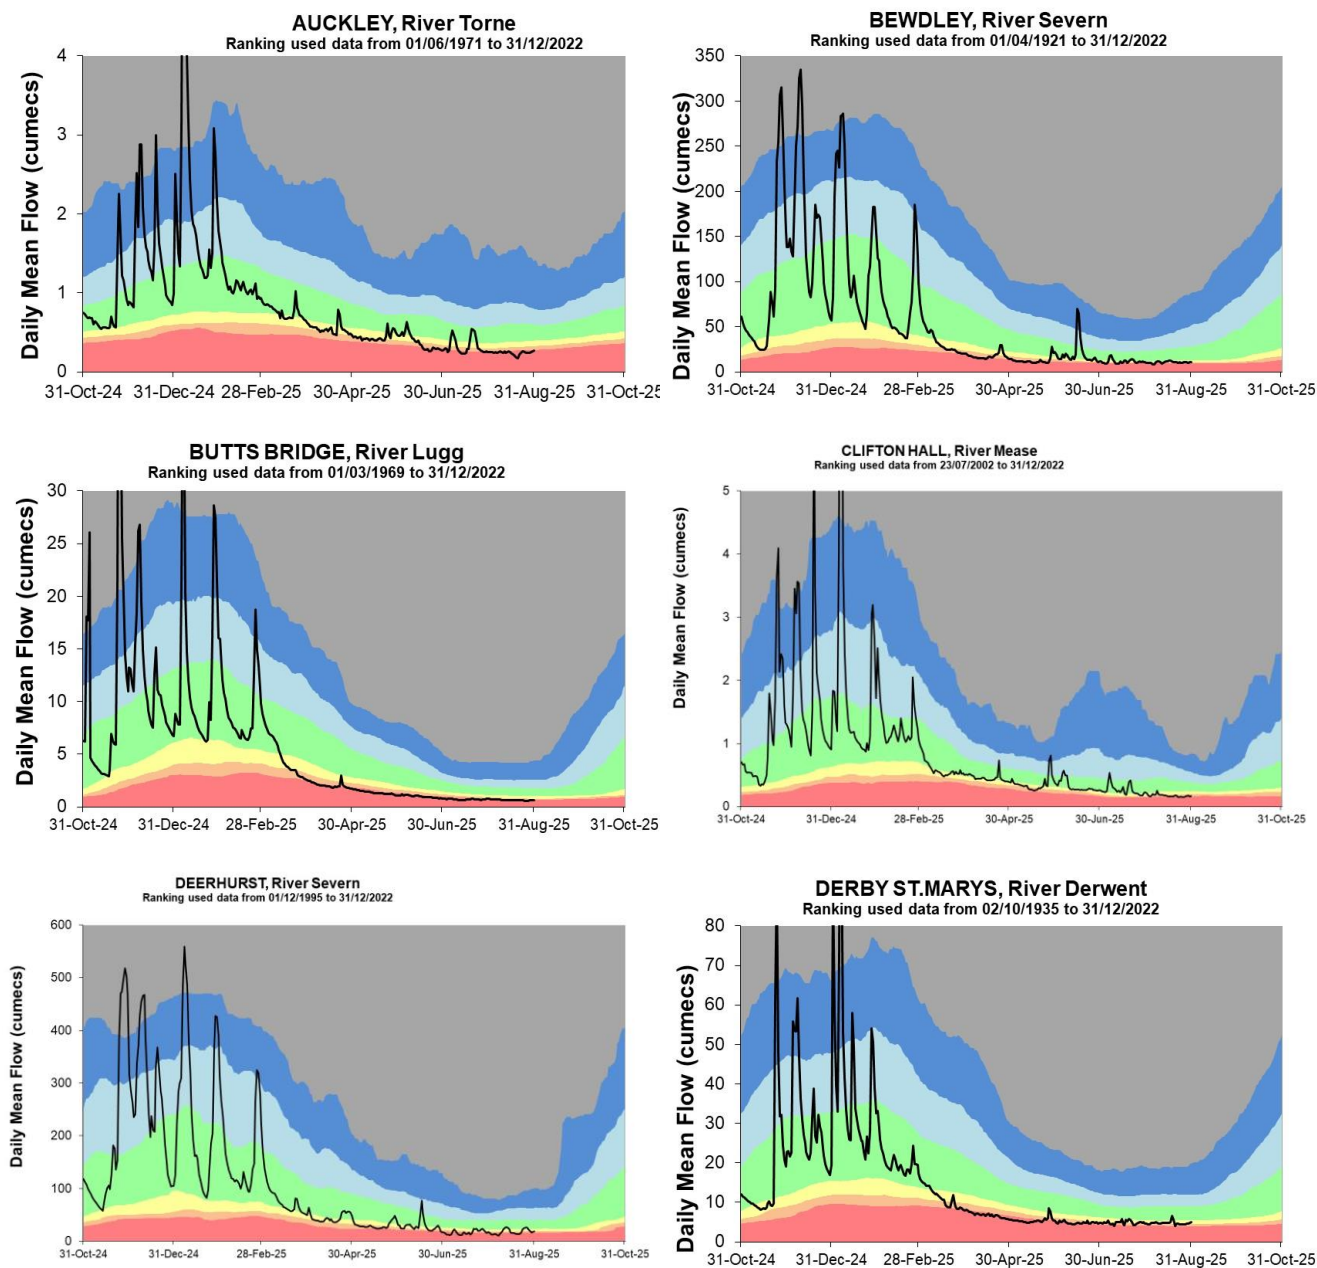 AUCKLEY, River Torne
Ranking used data from 01/06/1971 to 31/12/2022
Daily Mean Flow (cumecs)
4
3
2
1
0
31-Oct-24 31-Dec-24 28-Feb-25 30-Apr-25 30-Jun-25 31-Aug-25 31-Oct-25
BEWDLEY, River Severn
Ranking used data from 01/04/1921 to 31/12/2022
Daily Mean Flow (cumecs)
350
300
250
200
150
100
50
0
31-Oct-24 31-Dec-24 28-Feb-25 30-Apr-25 30-Jun-25 31-Aug-25 31-Oct-25
BUTTS BRIDGE, River Lugg
Ranking used data from 01/03/1969 to 31/12/2022
Daily Mean Flow (cumecs)
30
25
20
15
10
5
0
31-Oct-24 31-Dec-24 28-Feb-25 30-Apr-25 30-Jun-25 31-Aug-25 31-Oct-25
CLIFTON HALL, River Mease
Ranking used data from 23/07/2002 to 31/12/2022
Daily Mean Flow (cumecs)
5
4
3
2
1
0
31-Oct-24 31-Dec-24 28-Feb-25 30-Apr-25 30-Jun-25 31-Aug-25 31-Oct-25
DEERHURST, River Severn
Ranking used data from 01/12/1995 to 31/12/2022
Daily Mean Flow (cumecs)
600
500
400
300
200
100
0
31-Oct-24 31-Dec-24 28-Feb-25 30-Apr-25 30-Jun-25 31-Aug-25 31-Oct-25
DERBY ST.MARYS, River Derwent
Ranking used data from 02/10/1935 to 31/12/2022
Daily Mean Flow (cumecs)
80
70
60
50
40
30
20
10
0
31-Oct-24 31-Dec-24 28-Feb-25 30-Apr-25 30-Jun-25 31-Aug-25 31-Oct-25